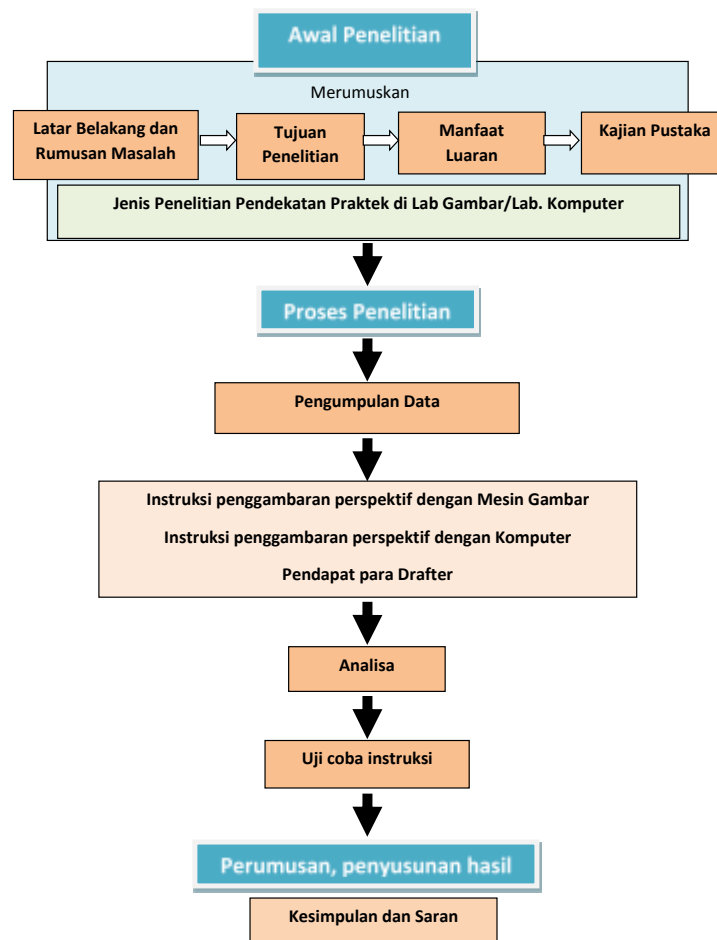 Awal Penelitian
Merumuskan
Latar Belakang dan
Rumusan Masalah
Tujuan
Penelitian
Manfaat
Luaran
Kajian Pustaka
Jenis Penelitian Pendekatan Praktek di Lab Gambar/Lab. Komputer
Proses Penelitian
Pengumpulan Data
Instruksi penggambaran perspektif dengan Mesin Gambar
Instruksi penggambaran perspektif dengan Komputer
Pendapat para Drafter
Analisa
Uji coba instruksi
Perumusan, penyusunan hasil
Kesimpulan dan Saran